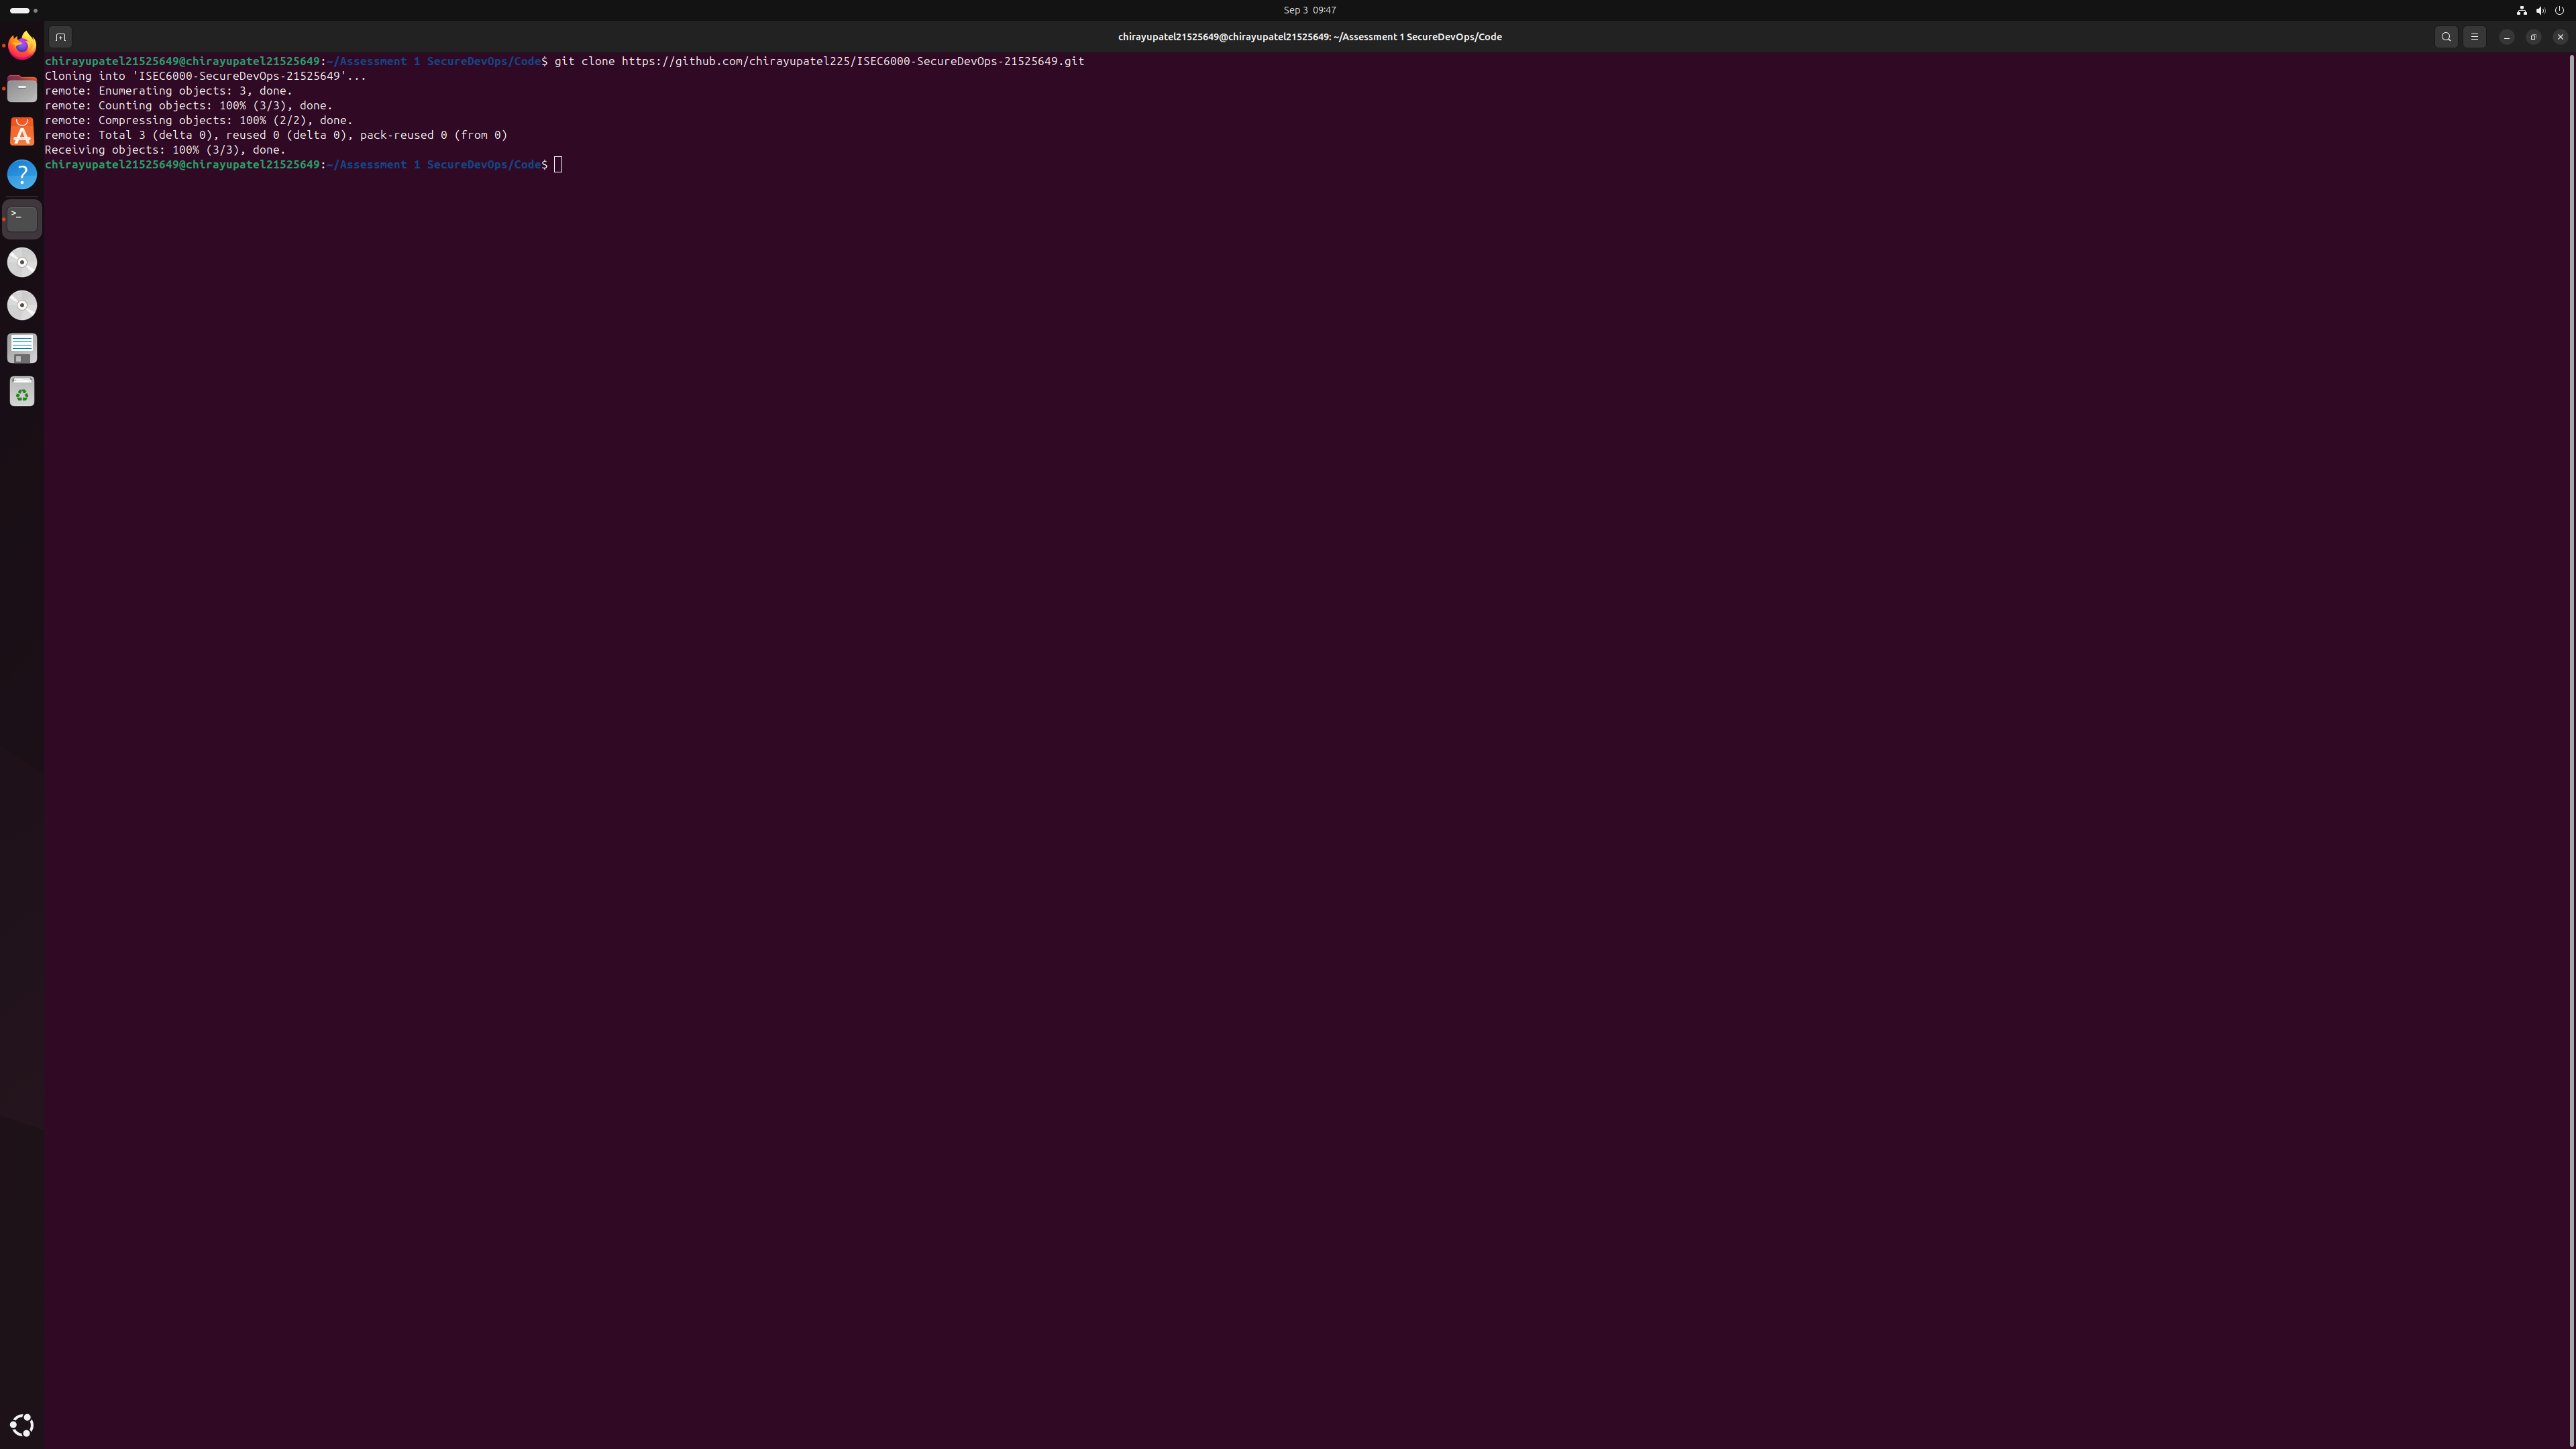 Sep 3 09:47
chirayupatel21525649@chirayupatel21525649: ~/Assessment 1 SecureDevOps/Code
chirayupatel21525649@chirayupatel21525649:~/Assessment 1 SecureDevOps/Code$ git clone https://github.com/chirayupatel225/ISEC6000-SecureDevOps-21525649.git
Cloning into 'ISEC6000-SecureDevOps-21525649'...
remote: Enumerating objects: 3, done.
remote: Counting objects: 100% (3/3), done.
remote: Compressing objects: 100% (2/2), done.
remote: Total 3 (delta 0), reused 0 (delta 0), pack-reused 0 (from 0)
Receiving objects: 100% (3/3), done.
chirayupatel21525649@chirayupatel21525649:~/Assessment 1 SecureDevOps/Code$